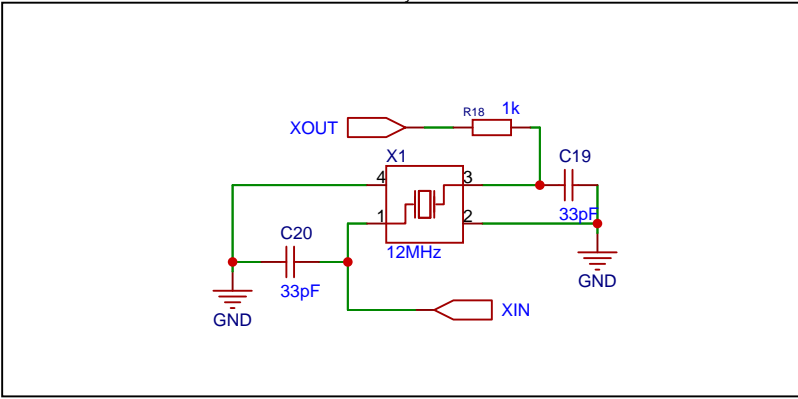 R18 1k
XOUT
X1
C19
4 3
33pF
1 2
C20
12MHz
33pF
GND
GND
XIN